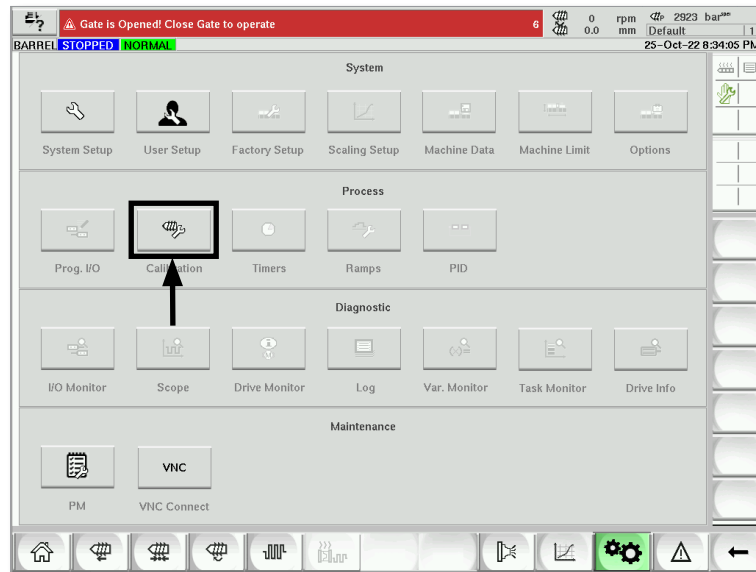 Gate is Opened! Close Gate to operate 6 0 rpm 2923 bar
0.0 mm Default 1
BARREL STOPPED NORMAL 25-Oct-22 8:34:05 PM
System
System Setup User Setup Factory Setup Scaling Setup Machine Data Machine Limit Options
Process
Prog. I/O Calibration Timers Ramps PID
Diagnostic
I/O Monitor Scope Drive Monitor Log Var. Monitor Task Monitor Drive Info
Maintenance
VNC
PM VNC Connect